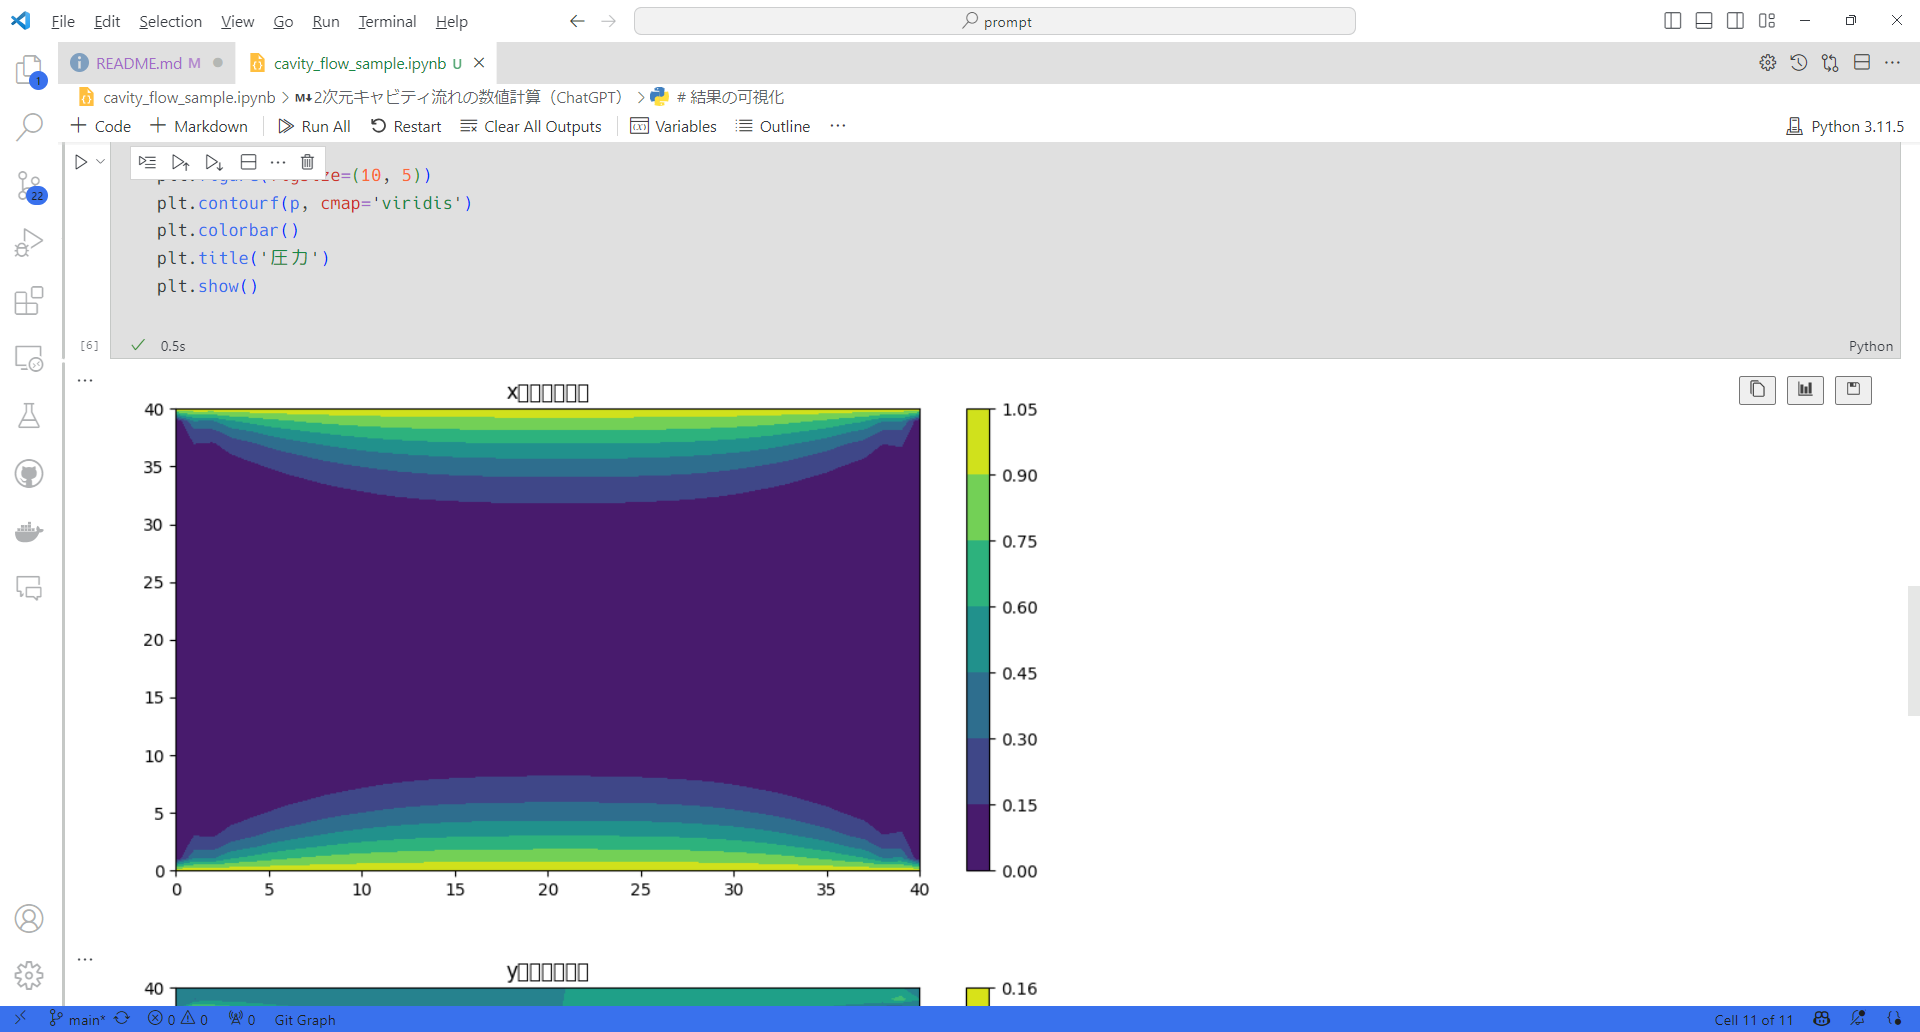 File Edit Selection View Go Run Terminal Help
prompt
README.md M
cavity_flow_sample.ipynb U
cavity_flow_sample.ipynb > M↓2次元キャビティ流れの数値計算（ChatGPT） > # 結果の可視化
+ Code + Markdown Run All Restart Clear All Outputs Variables Outline ...
Python 3.11.5
1
22
(10, 5))
plt.contourf(p, cmap='viridis')
plt.colorbar()
plt.title('圧力')
plt.show()
[6]
0.5s
Python
...
x□□□□□□
40
35
30
25
20
15
10
5
0
0 5 10 15 20 25 30 35 40
1.05
0.90
0.75
0.60
0.45
0.30
0.15
0.00
...
y□□□□□□
40
0.16
main* 0 0 0 Git Graph
Cell 11 of 11